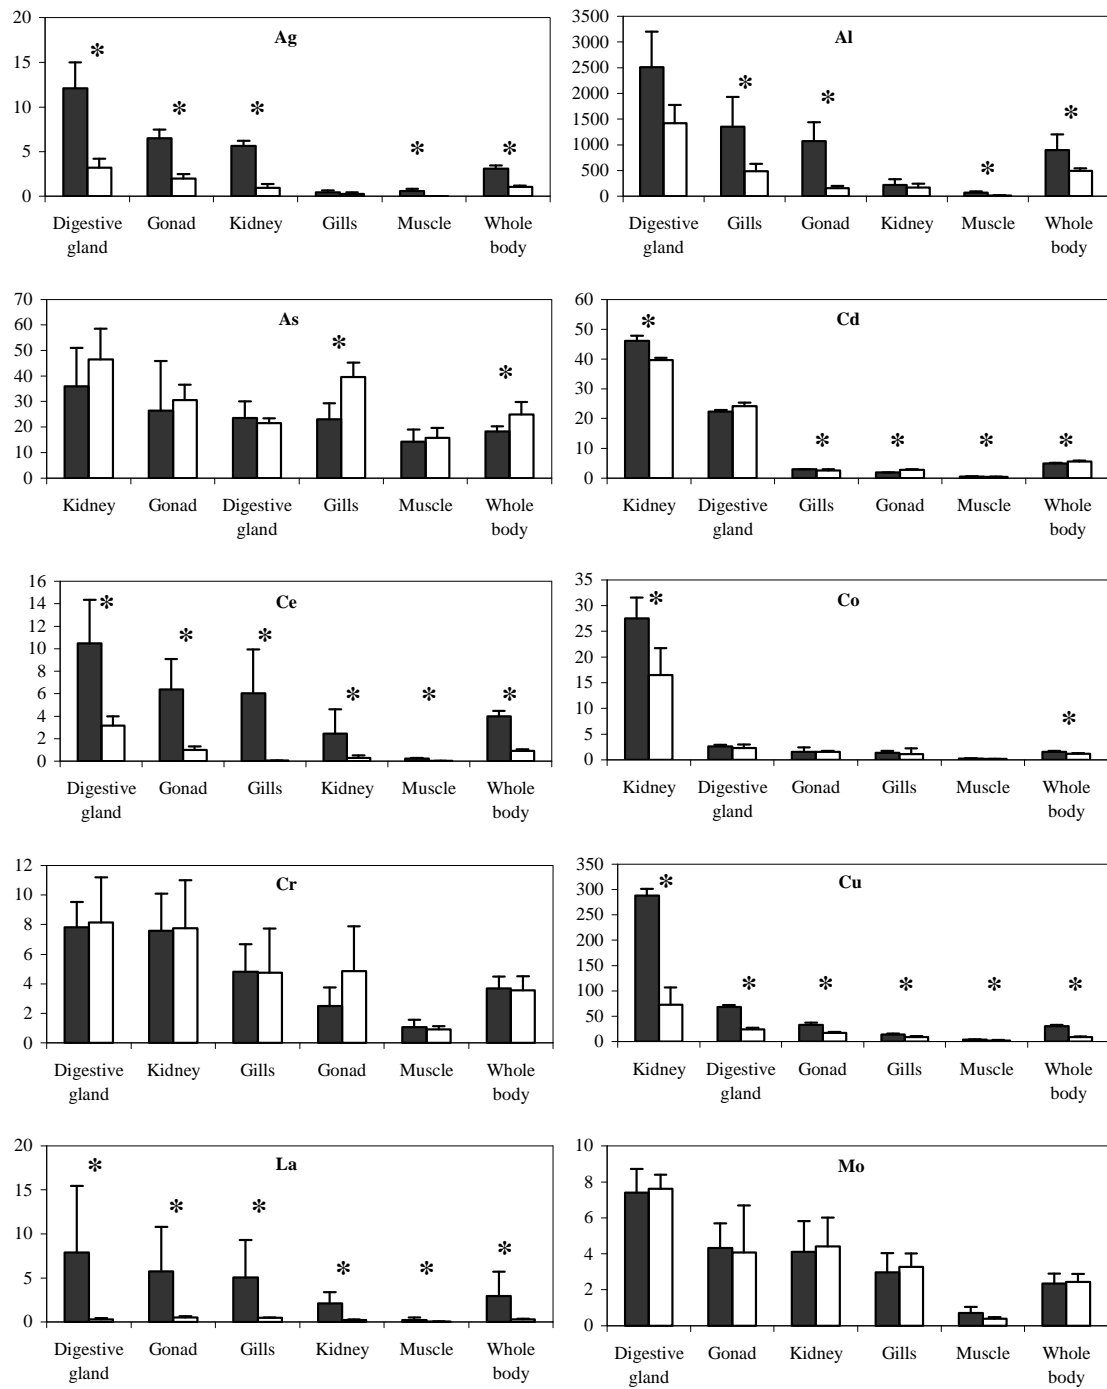 Ag
20
15
10
5
0
* * * * *
Digestive gland Gonad Kidney Gills Muscle Whole body
Al
3500
3000
2500
2000
1500
1000
500
0
* * * *
Digestive gland Gills Gonad Kidney Muscle Whole body
As
70
60
50
40
30
20
10
0
* *
Kidney Gonad Digestive gland Gills Muscle Whole body
Cd
60
50
40
30
20
10
0
* * * * *
Kidney Digestive gland Gills Gonad Muscle Whole body
Ce
16
14
12
10
8
6
4
2
0
* * * * * *
Digestive gland Gonad Gills Kidney Muscle Whole body
Co
35
30
25
20
15
10
5
0
* *
Kidney Digestive gland Gonad Gills Muscle Whole body
Cr
12
10
8
6
4
2
0
Digestive gland Kidney Gills Gonad Muscle Whole body
Cu
350
300
250
200
150
100
50
0
* * * * * *
Kidney Digestive gland Gonad Gills Muscle Whole body
La
20
15
10
5
0
* * * * * *
Digestive gland Gonad Gills Kidney Muscle Whole body
Mo
10
8
6
4
2
0
Digestive gland Gonad Kidney Gills Muscle Whole body